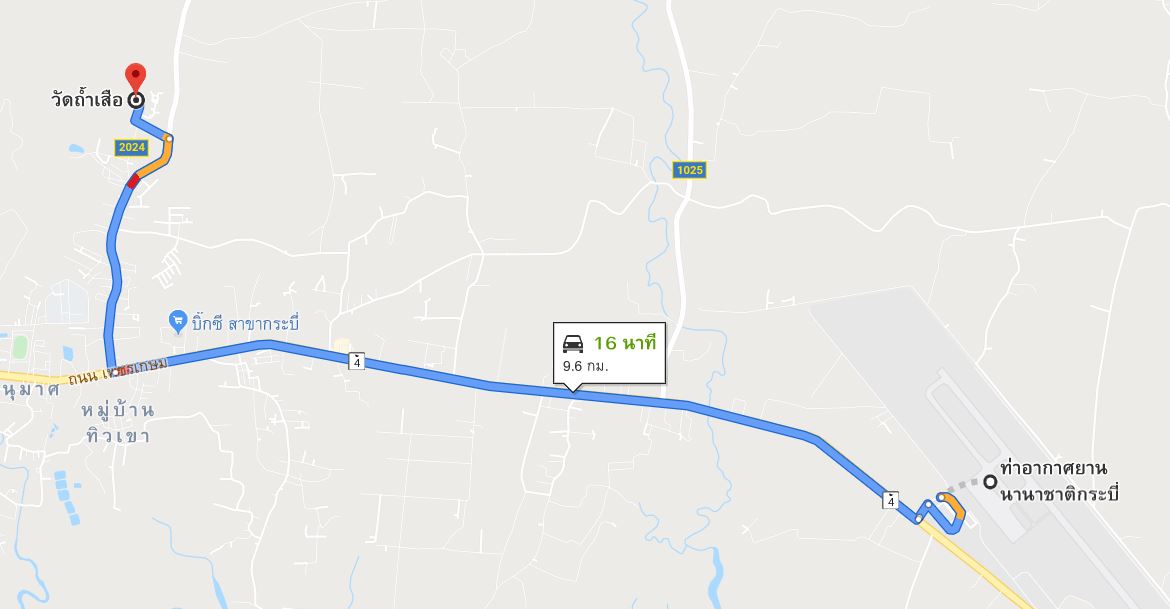 วัดถ้ำเสือ
2024
1025
บิ๊กซี สาขากระบี่
16 นาที
9.6 กม.
4
ถนน เพชรเกษม
นุมาศ
หมู่บ้าน
ทิวเขา
ท่าอากาศยาน
นานาชาติกระบี่
4